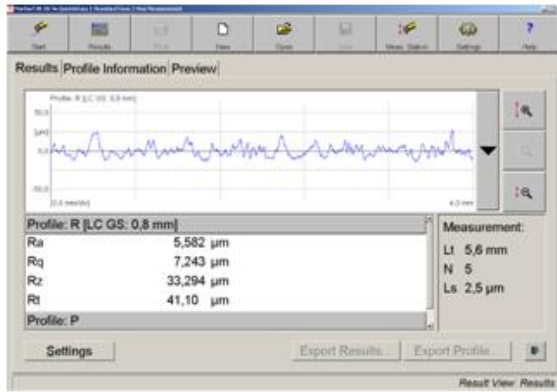 Start Results New Open Meas. Station Settings Help
Results Profile Information Preview
Profile: R [LC GS 0,8 mm]
50.0
[µm]
0.0
-50.0
4.0 mm
Profile: R [LC GS: 0,8 mm]
Ra 5,582 µm
Rq 7,243 µm
Rz 33,294 µm
Rt 41,10 µm
Profile: P
Measurement:
Lt 5,6 mm
N 5
Ls 2,5 µm
Settings Export Results... Export Profile...
Result View: Results